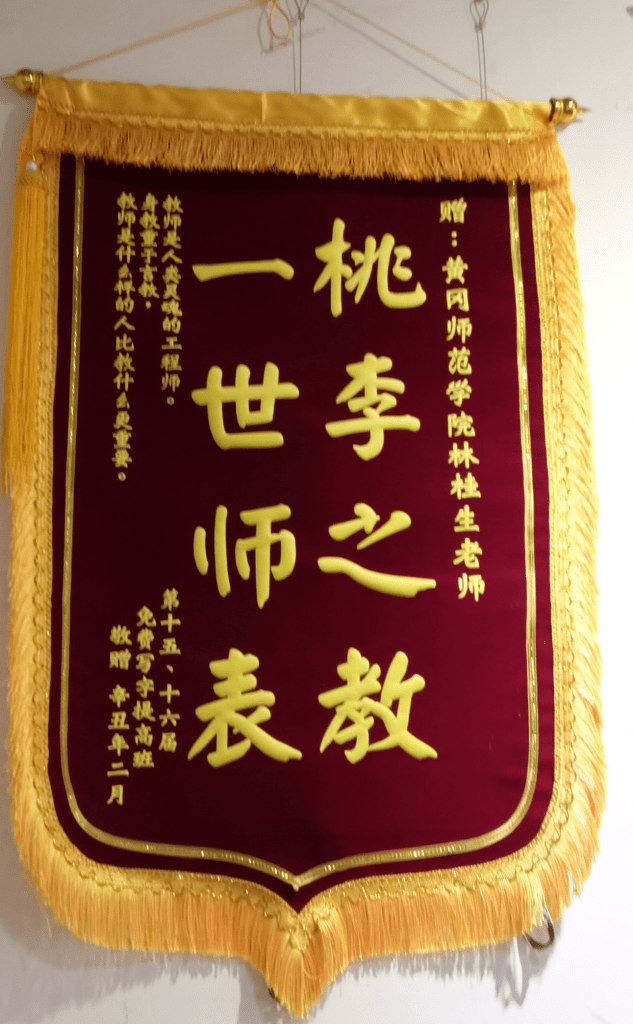 赠：黄冈师范学院林桂生老师
桃李之教
一世师表
教师是人类灵魂的工程师。
身教重于言教，
教师是什么样的人比教什么更重要。
第十五、十六届
免费写字提高班
敬赠 辛丑年二月